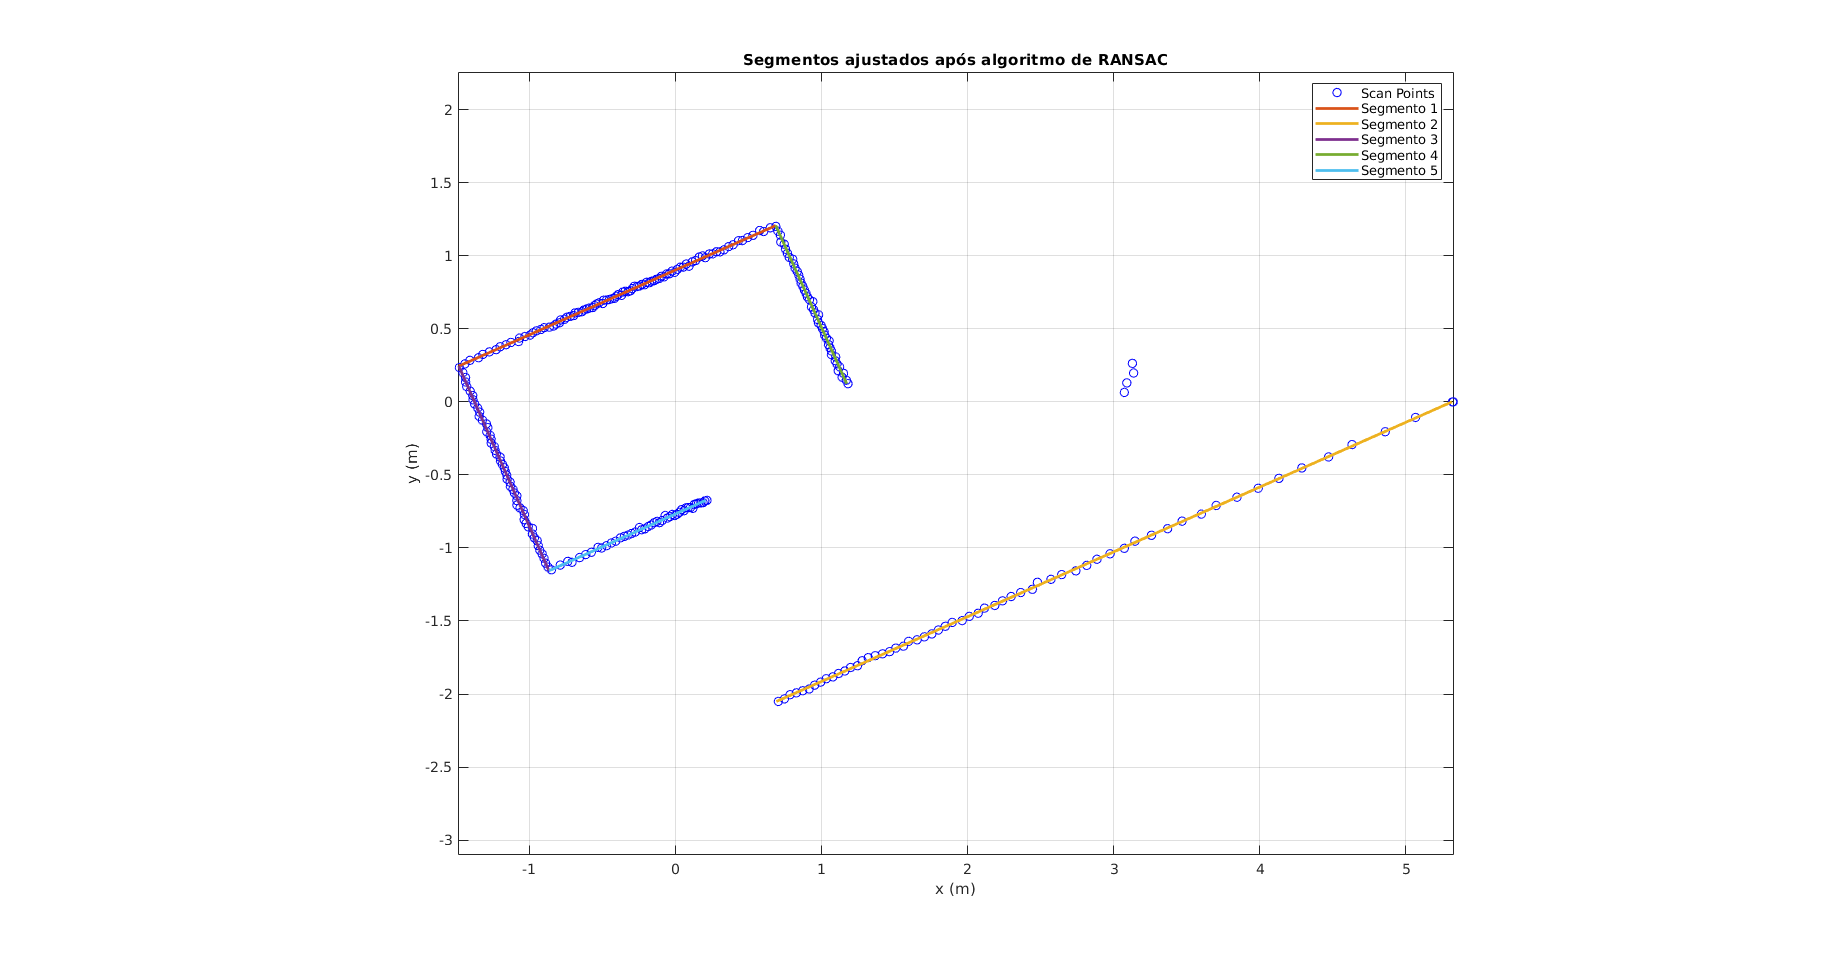 Segmentos ajustados após algoritmo de RANSAC
Scan Points
Segmento 1
Segmento 2
Segmento 3
Segmento 4
Segmento 5
2
1.5
1
0.5
0
-0.5
-1
-1.5
-2
-2.5
-3
y (m)
-1 0 1 2 3 4 5
x (m)